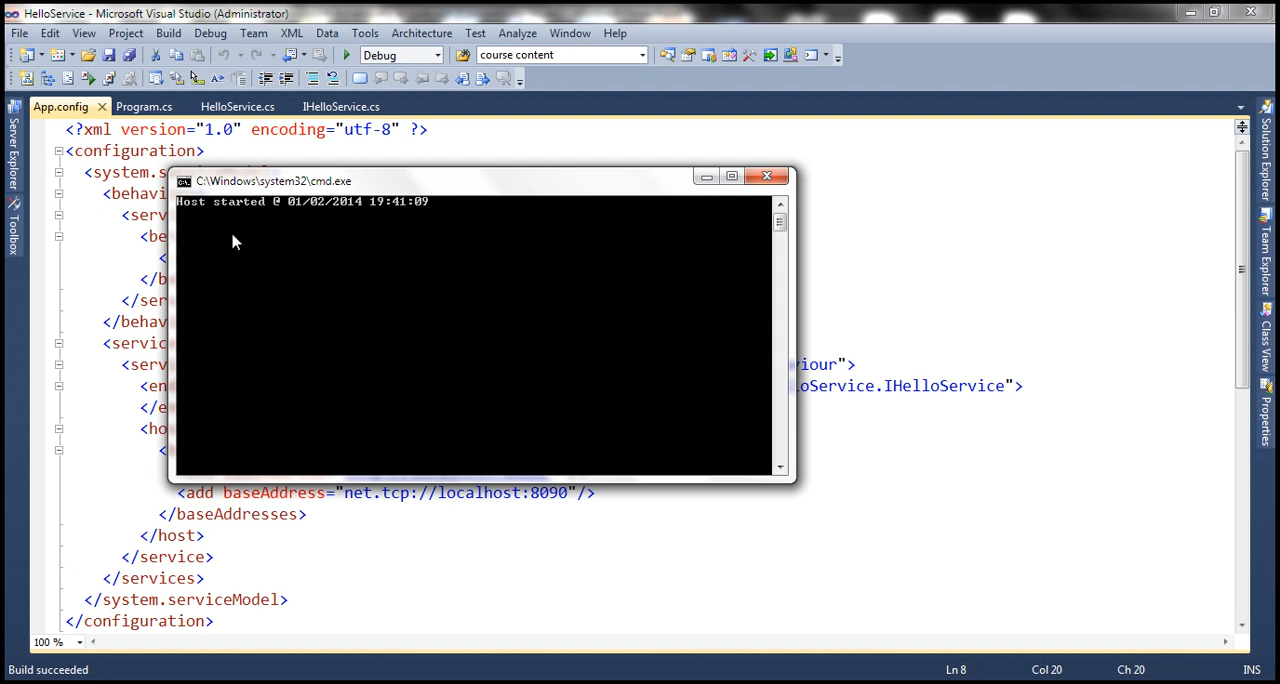 HelloService - Microsoft Visual Studio (Administrator)
File Edit View Project Build Debug Team XML Data Tools Architecture Test Analyze Window Help
Debug course content
App.config Program.cs HelloService.cs IHelloService.cs
<?xml version="1.0" encoding="utf-8" ?>
<configuration>
<system.s
<behavi
C:\Windows\system32\cmd.exe
Host started @ 01/02/2014 19:41:09
<serv
<be
<
</b
</ser
</behav
<servic
<serv iour">
<en loService.IHelloService">
</e
<ho
<
<add baseAddress="net.tcp://localhost:8090"/>
</baseAddresses>
</host>
</service>
</services>
</system.serviceModel>
</configuration>
100 %
Build succeeded Ln 8 Col 20 Ch 20 INS
Server Explorer
Toolbox
Solution Explorer
Team Explorer
Class View
Properties